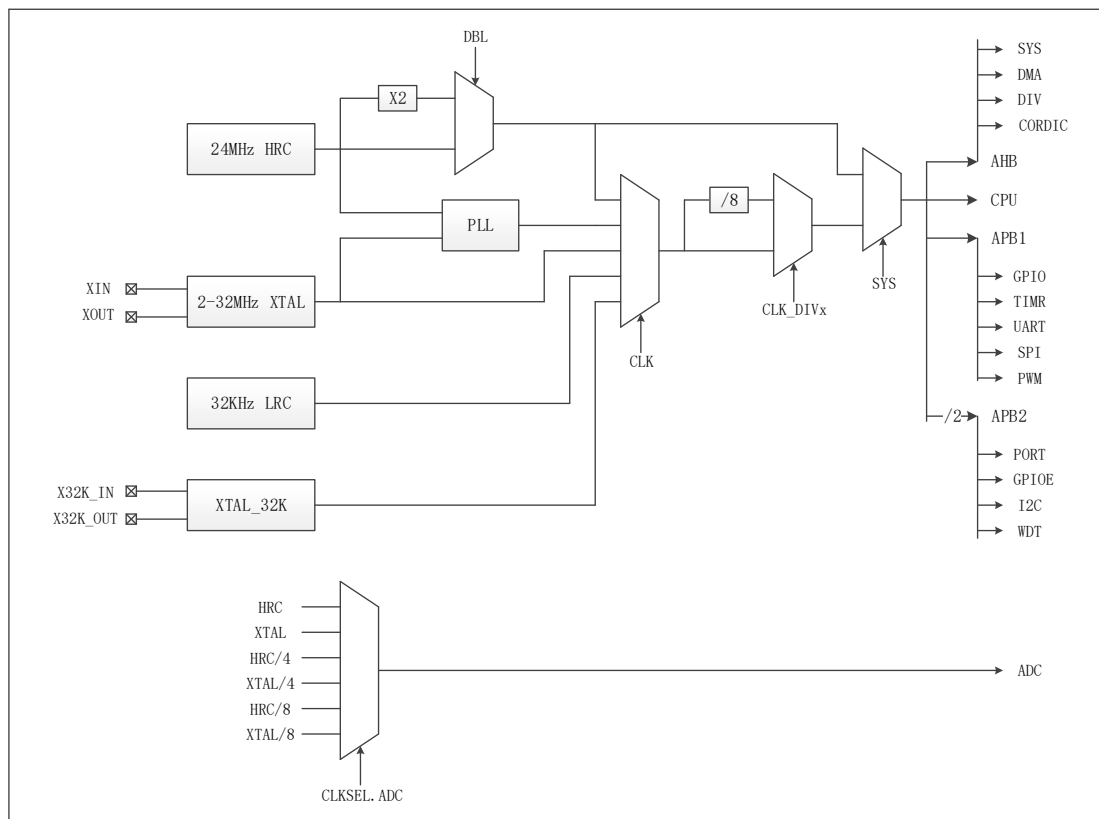 DBL
X2
24MHz HRC
PLL
XIN
XOUT
2-32MHz XTAL
32KHz LRC
X32K_IN
X32K_OUT
XTAL_32K
CLK
/8
CLK_DIVx
SYS
SYS
DMA
DIV
CORDIC
AHB
CPU
APB1
GPIO
TIMR
UART
SPI
PWM
/2
APB2
PORT
GPIOE
I2C
WDT
HRC
XTAL
HRC/4
XTAL/4
HRC/8
XTAL/8
CLKSEL.ADC
ADC